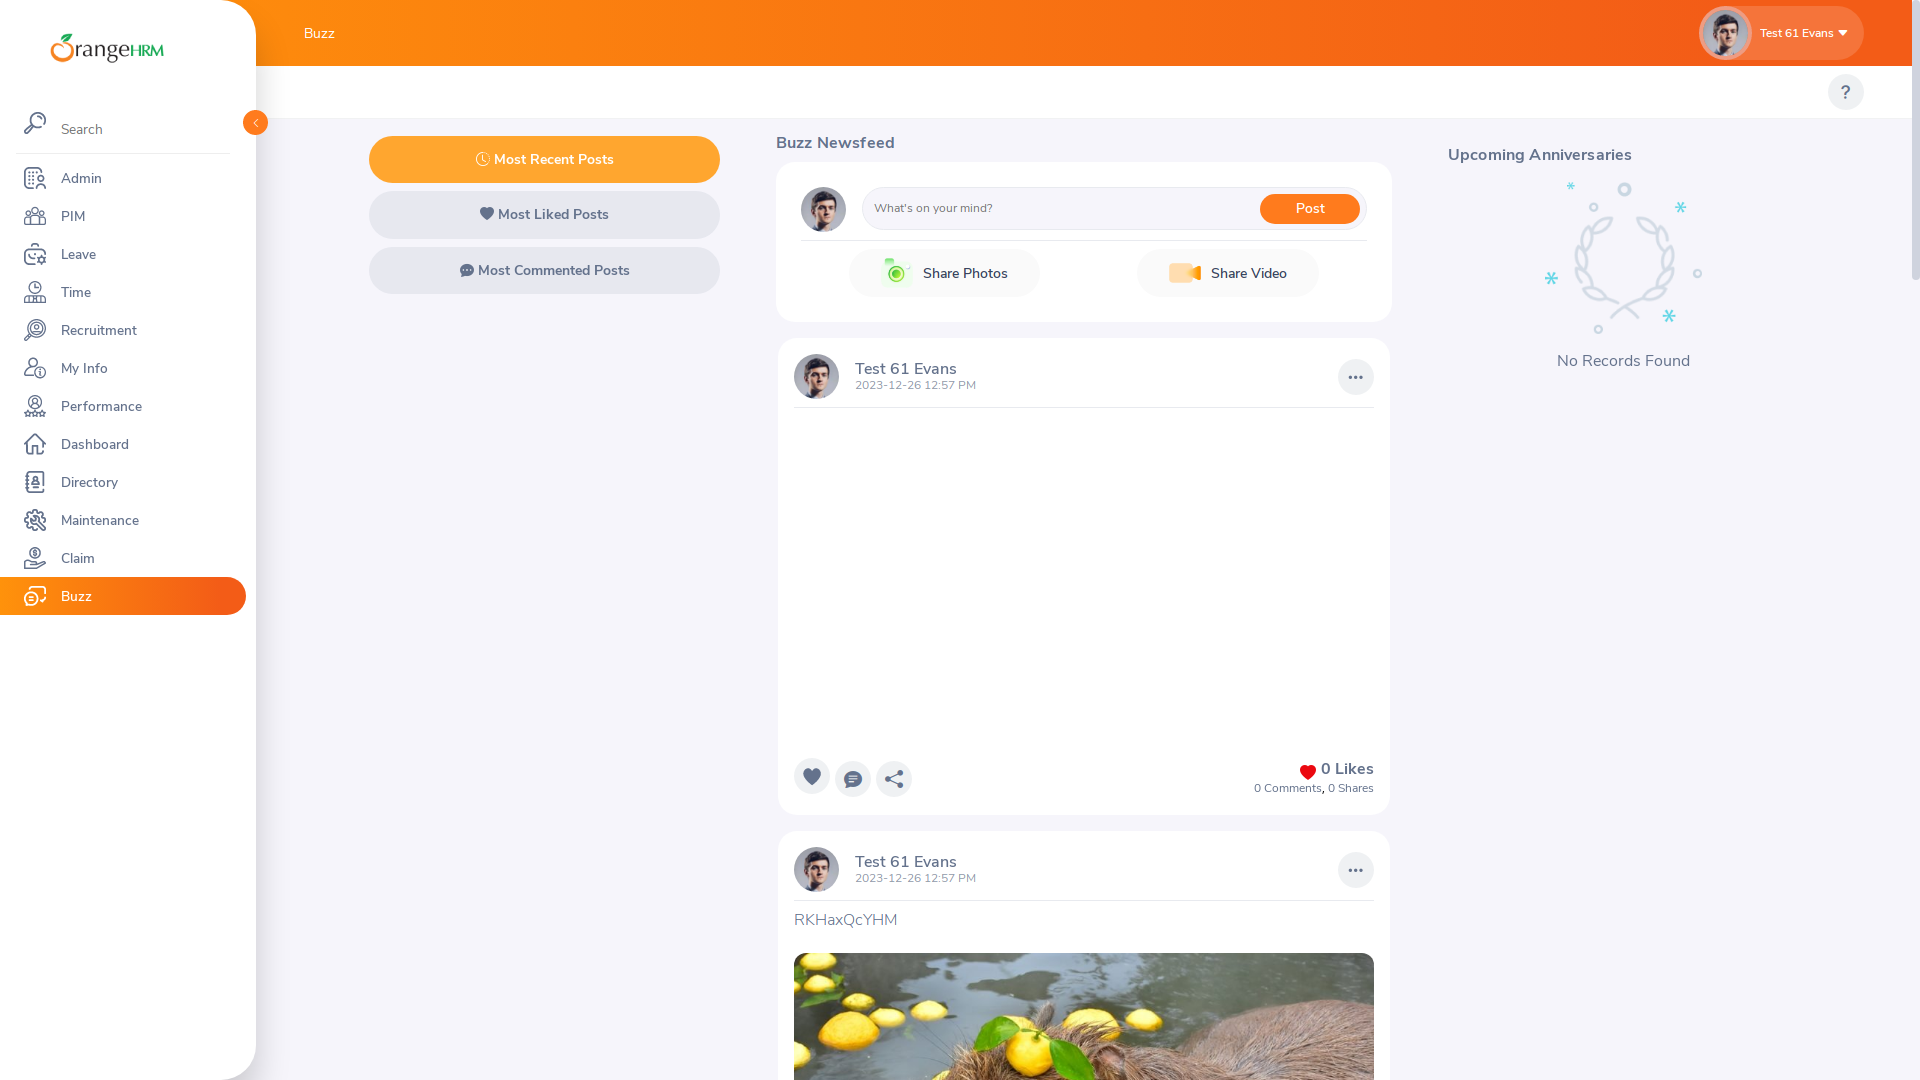 OrangeHRM
Search
Admin
PIM
Leave
Time
Recruitment
My Info
Performance
Dashboard
Directory
Maintenance
Claim
Buzz
Buzz
Test 61 Evans
?
Most Recent Posts
Most Liked Posts
Most Commented Posts
Buzz Newsfeed
What's on your mind?
Post
Share Photos
Share Video
Test 61 Evans
2023-12-26 12:57 PM
0 Likes
0 Comments, 0 Shares
Test 61 Evans
2023-12-26 12:57 PM
RKHaxQcYHM
Upcoming Anniversaries
No Records Found